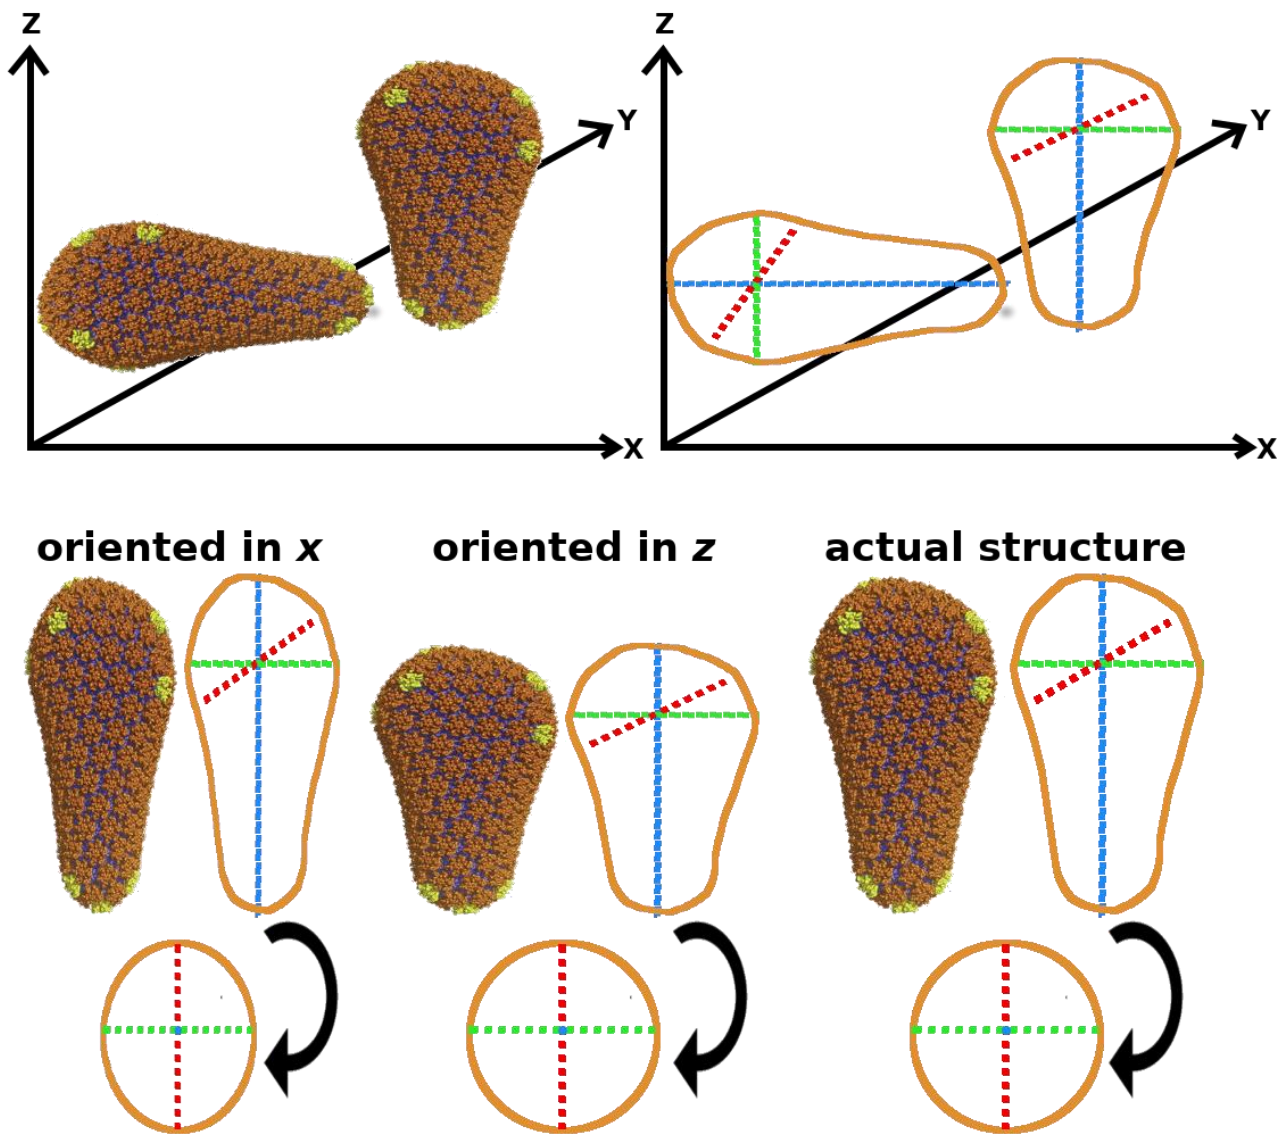 Z
Z
Y
Y
X
X
oriented in x
oriented in z
actual structure